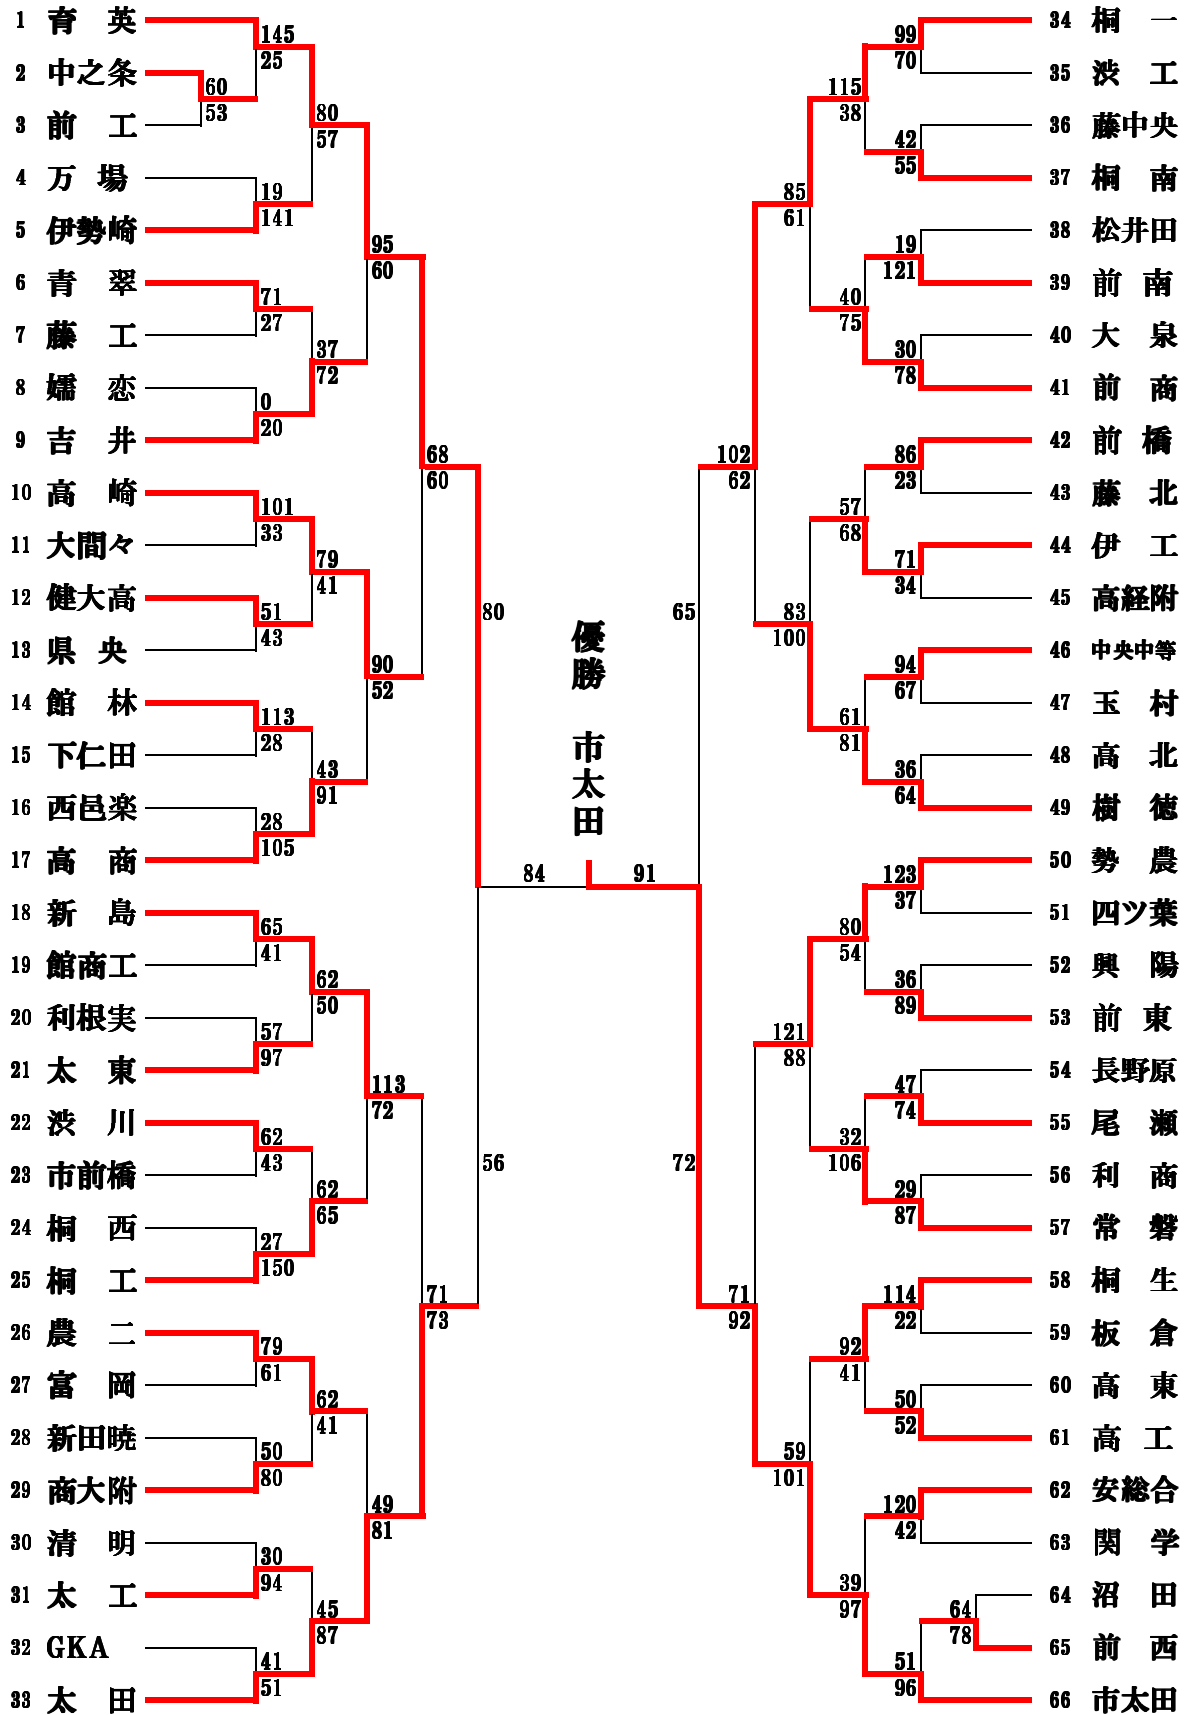 1 育 英
2 中之条
3 前 工
4 万 場
5 伊勢崎
6 青 翠
7 藤 工
8 嬬 恋
9 吉 井
10 高 崎
11 大間々
12 健大高
13 県 央
14 館 林
15 下仁田
16 西邑楽
17 高 商
18 新 島
19 館商工
20 利根実
21 太 東
22 渋 川
23 市前橋
24 桐 西
25 桐 工
26 農 二
27 富 岡
28 新田暁
29 商大附
30 清 明
31 太 工
32 GKA
33 太 田
145
25
60
53
19
141
71
27
0
20
101
33
51
43
113
28
28
105
65
41
57
97
62
43
27
150
79
61
50
80
30
94
41
51
80
57
37
72
79
41
43
91
62
50
62
65
62
41
45
87
95
60
90
52
113
72
49
81
68
60
71
73
80
56
84
優勝 市太田
91
65
72
102
62
71
92
85
61
83
100
121
88
59
101
115
38
40
75
57
68
61
81
80
54
32
106
92
41
39
97
99
70
42
55
19
121
30
78
86
23
71
34
94
67
36
64
123
37
36
89
47
74
29
87
114
22
50
52
120
42
64
78
51
96
34 桐 一
35 渋 工
36 藤中央
37 桐 南
38 松井田
39 前 南
40 大 泉
41 前 商
42 前 橋
43 藤 北
44 伊 工
45 高経附
46 中央中等
47 玉 村
48 高 北
49 樹 徳
50 勢 農
51 四ツ葉
52 興 陽
53 前 東
54 長野原
55 尾 瀬
56 利 商
57 常 磐
58 桐 生
59 板 倉
60 高 東
61 高 工
62 安総合
63 関 学
64 沼 田
65 前 西
66 市太田